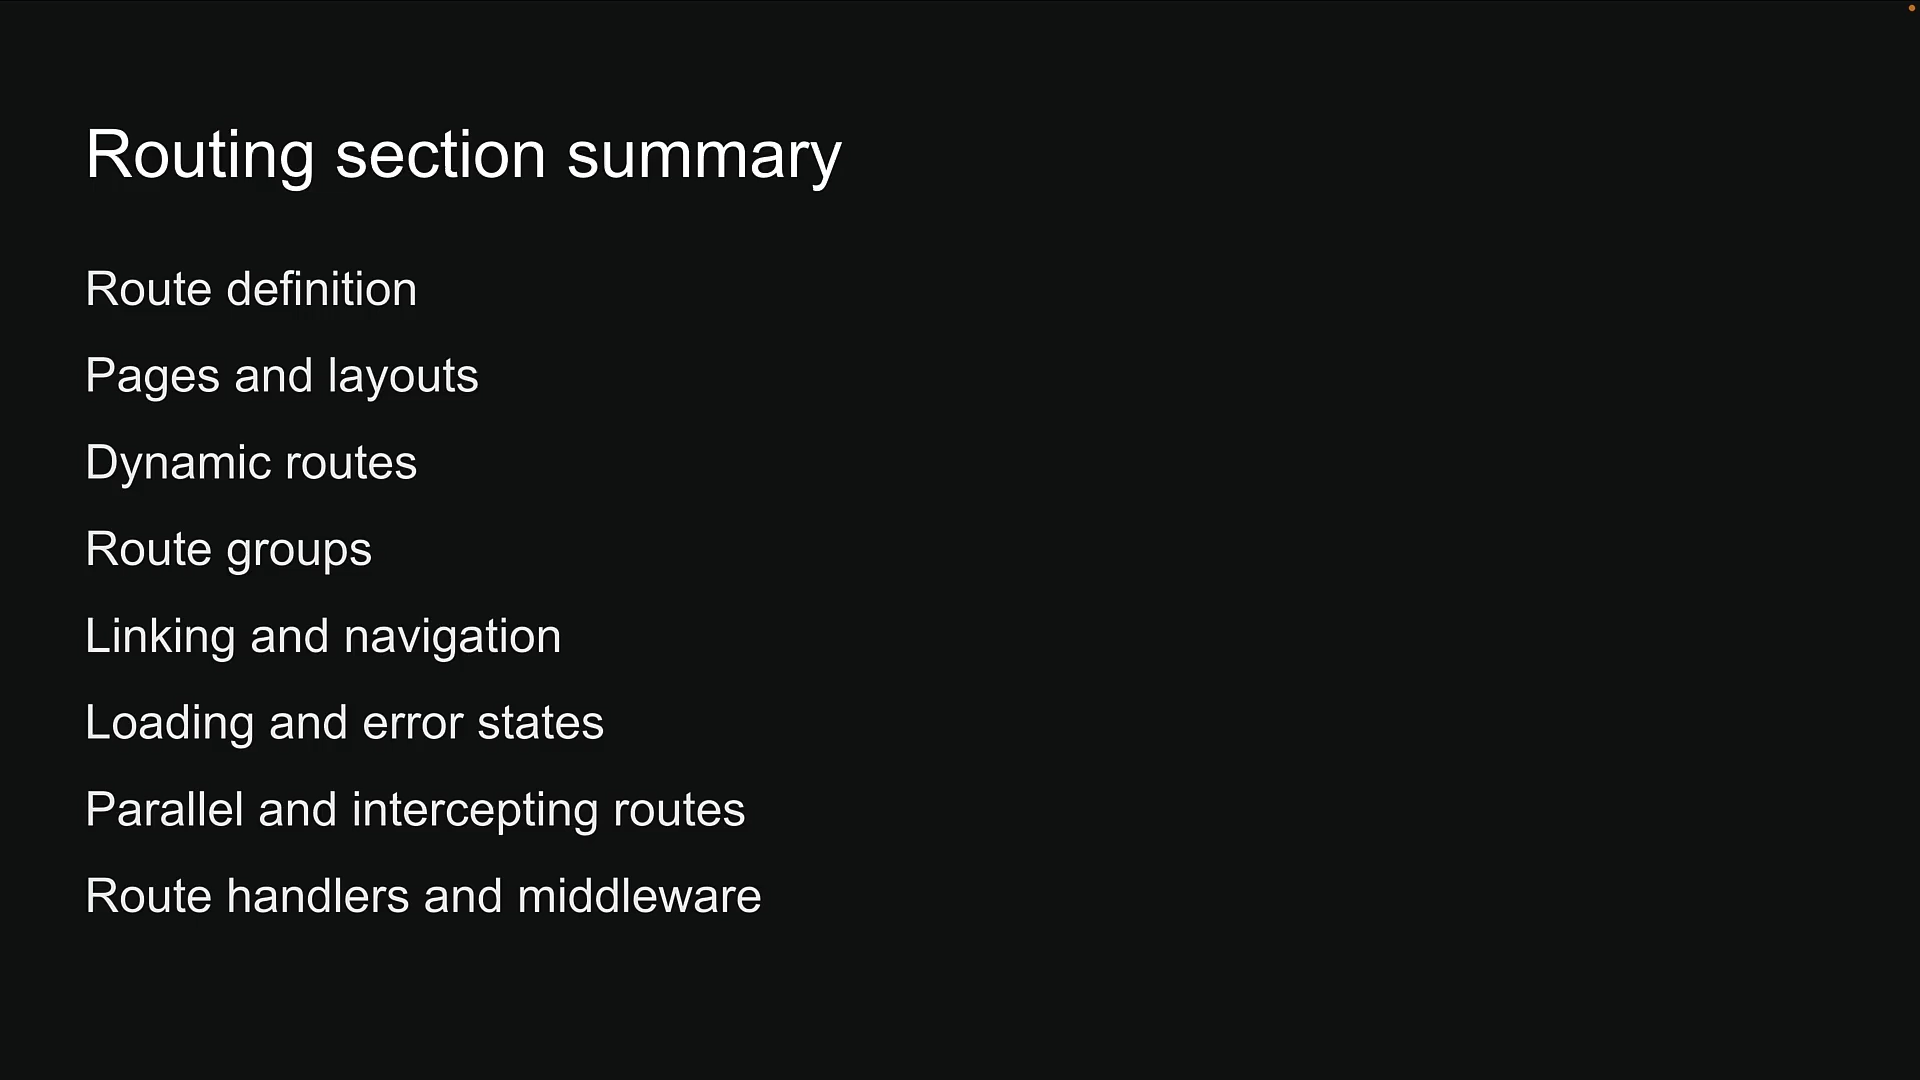 Routing section summary
Route definition
Pages and layouts
Dynamic routes
Route groups
Linking and navigation
Loading and error states
Parallel and intercepting routes
Route handlers and middleware